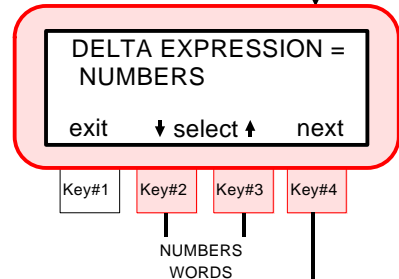 DELTA EXPRESSION =
NUMBERS
exit select next
Key#1 Key#2 Key#3 Key#4
NUMBERS
WORDS